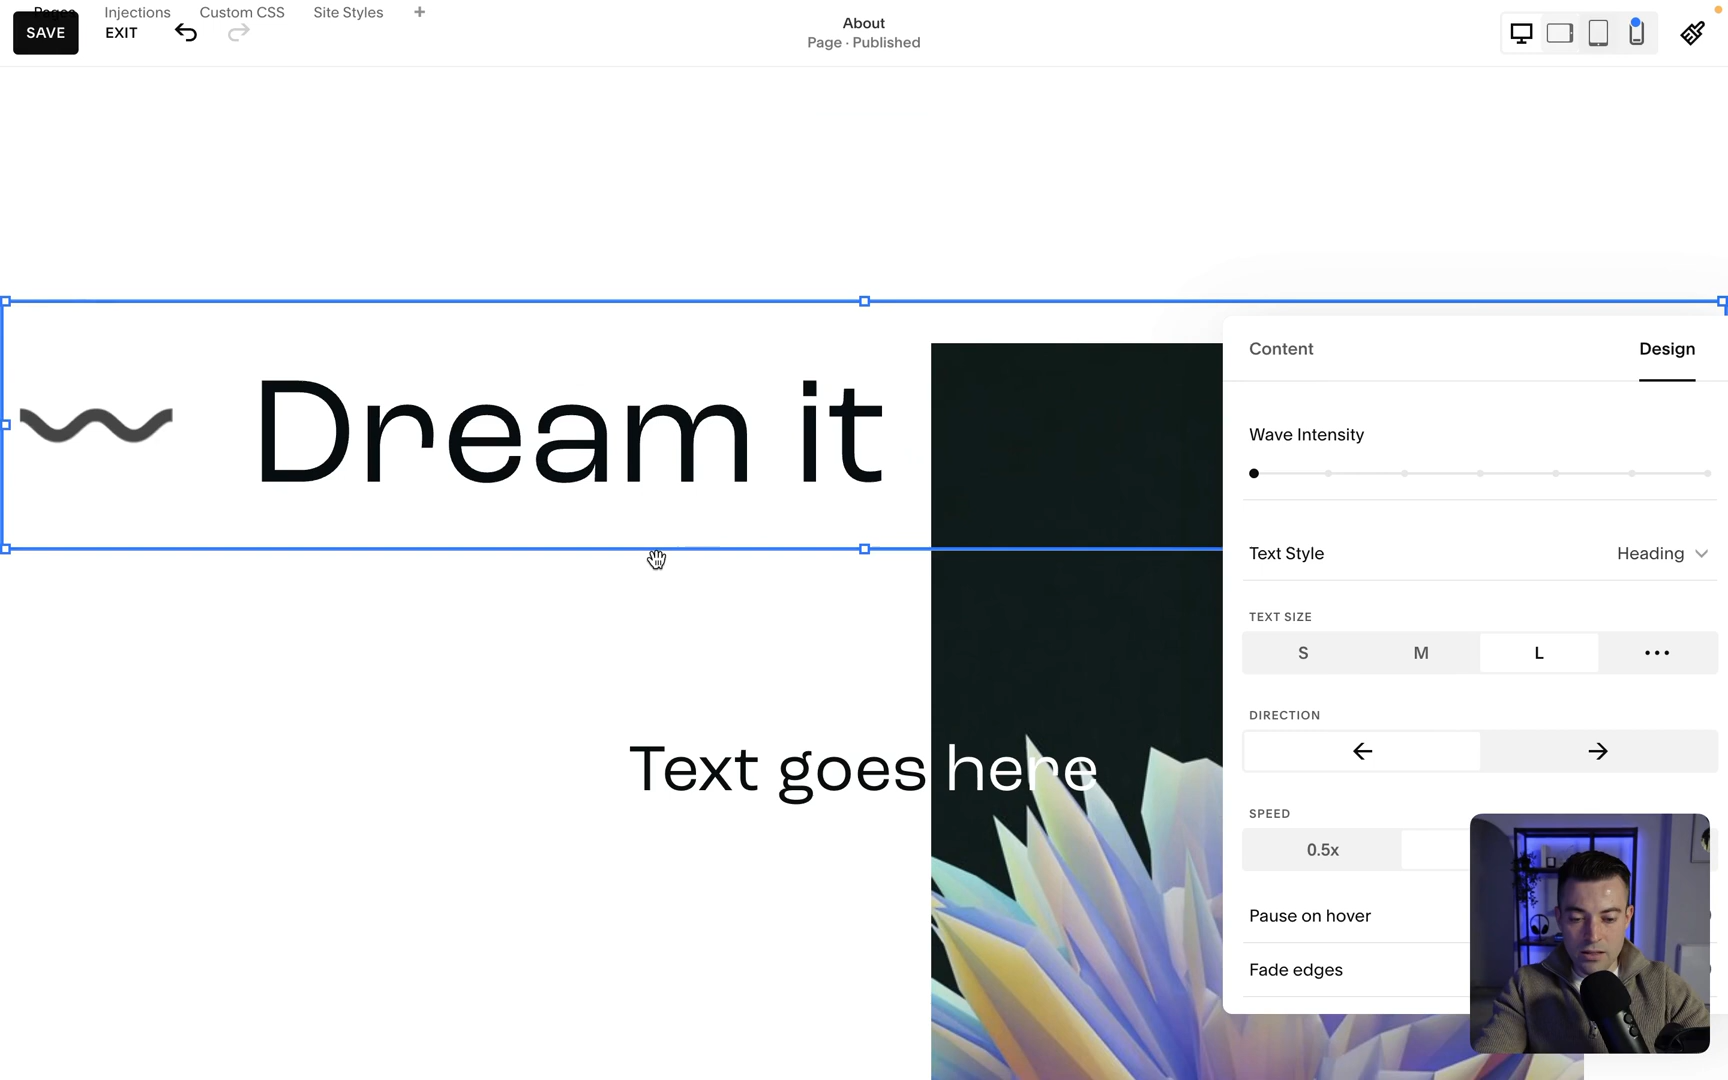 Pages Injections Custom CSS Site Styles +
SAVE EXIT
About
Page · Published
Content Design
Dream it
Wave Intensity
Text Style Heading
TEXT SIZE
S M L
DIRECTION
Text goes here
SPEED
0.5x
Pause on hover
Fade edges